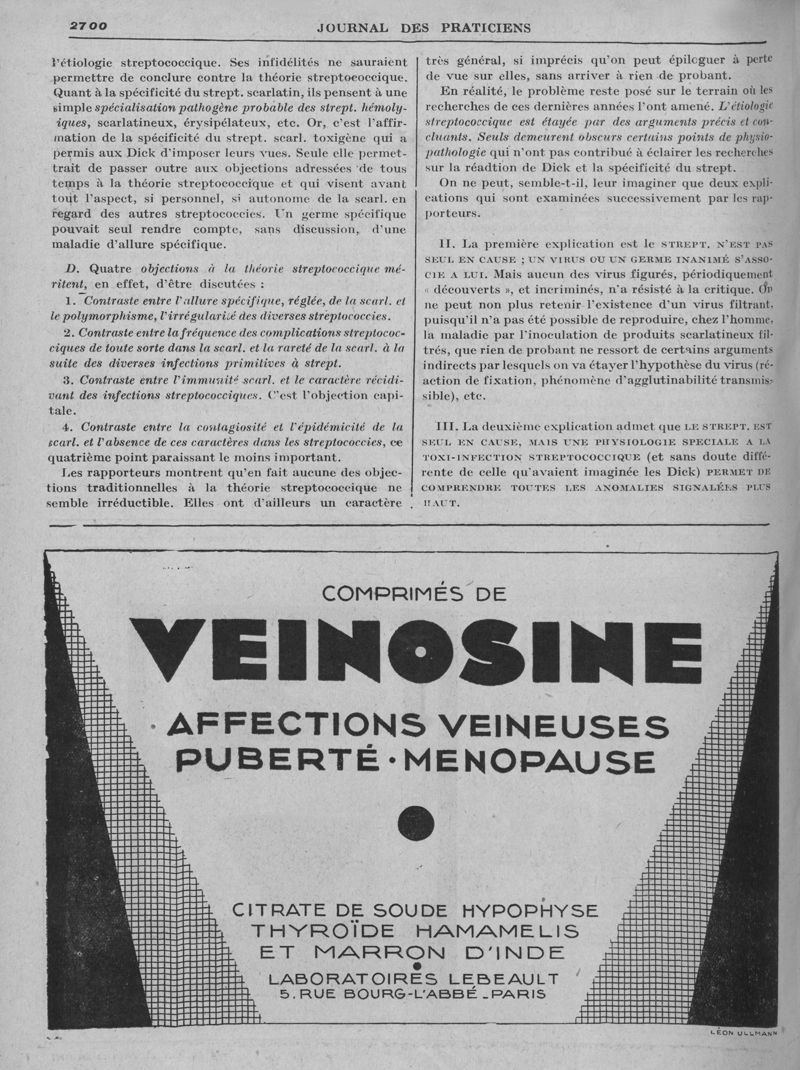 2700
JOURNAL DES PRATICIENS
l'étiologie streptococcique. Ses infidélités ne sauraient
permettre de conclure contre la théorie streptococcique.
Quant à la spécificité du strept. scarlatin, ils pensent à une
simple spécialisation pathogène probable des strept. hémoly-
iques, scarlatineux, érysipélateux, etc. Or, c'est l'affir-
mation de la spécificité du strept. scarl. toxigène qui a
permis aux Dick d'imposer leurs vues. Seule elle permet-
trait de passer outre aux objections adressées de tous
temps à la théorie streptococcique et qui visent avant
tout l'aspect, si personnel, si autonome de la scarl. en
regard des autres streptococcies. Un germe spécifique
pouvait seul rendre compte, sans discussion, d'une
maladie d'allure spécifique.
D. Quatre objections à la théorie streptococcique mé-
ritent, en effet, d'être discutées :
1. Contraste entre l'allure spécifique, réglée, de la scarl. et
le polymorphisme, l'irrégularité des diverses streptococcies.
2. Contraste entre la fréquence des complications streptococ-
ciques de toute sorte dans la scarl. et la rareté de la scarl. à la
suite des diverses infections primitives à strept.
3. Contraste entre l'immunité scarl. et le caractère récidi-
vant des infections streptococciques. C'est l'objection capi-
tale.
4. Contraste entre la contagiosité et l'épidémicité de la
scarl. et l'absence de ces caractères dans les streptococcies, ce
quatrième point paraissant le moins important.
Les rapporteurs montrent qu'en fait aucune des objec-
tions traditionnelles à la théorie streptococcique ne
semble irréductible. Elles ont d'ailleurs un caractère
très général, si imprécis qu'on peut épiloguer à perte
de vue sur elles, sans arriver à rien de probant.
En réalité, le problème reste posé sur le terrain où les
recherches de ces dernières années l'ont amené. L'étiologie
streptococcique est étayée par des arguments précis et con-
cluants. Seuls demeurent obscurs certains points de physio-
pathologie qui n'ont pas contribué à éclairer les recherches
sur la réadtion de Dick et la spécificité du strept.
On ne peut, semble-t-il, leur imaginer que deux expli-
cations qui sont examinées successivement par les rap-
porteurs.
II. La première explication est le STREPT. N'EST PAS
SEUL EN CAUSE ; UN VIRUS OU UN GERME INANIMÉ S'ASSO-
CIE A LUI. Mais aucun des virus figurés, périodiquement
« découverts », et incriminés, n'a résisté à la critique. On
ne peut non plus retenir l'existence d'un virus filtrant,
puisqu'il n'a pas été possible de reproduire, chez l'homme,
la maladie par l'inoculation de produits scarlatineux fil-
trés, que rien de probant ne ressort de certains arguments
indirects par lesquels on va étayer l'hypothèse du virus (ré-
action de fixation, phénomène d'agglutinabilité transmis-
sible), etc.
III. La deuxième explication admet que LE STREPT. EST
SEUL EN CAUSE, MAIS UNE PHYSIOLOGIE SPECIALE A LA
TOXI-INFECTION STREPTOCOCCIQUE (et sans doute diffé-
rente de celle qu'avaient imaginée les Dick) PERMET DE
COMPRENDRE TOUTES LES ANOMALIES SIGNALÉES PLUS
HAUT.
COMPRIMÉS DE
VEINOSINE
AFFECTIONS VEINEUSES
PUBERTÉ • MENOPAUSE
CITRATE DE SOUDE HYPOPHYSE
THYROÏDE HAMAMELIS
ET MARRON D'INDE
LABORATOIRES LEBEAULT
5. RUE BOURG-L'ABBÉ _ PARIS
LÉON ULLMANN